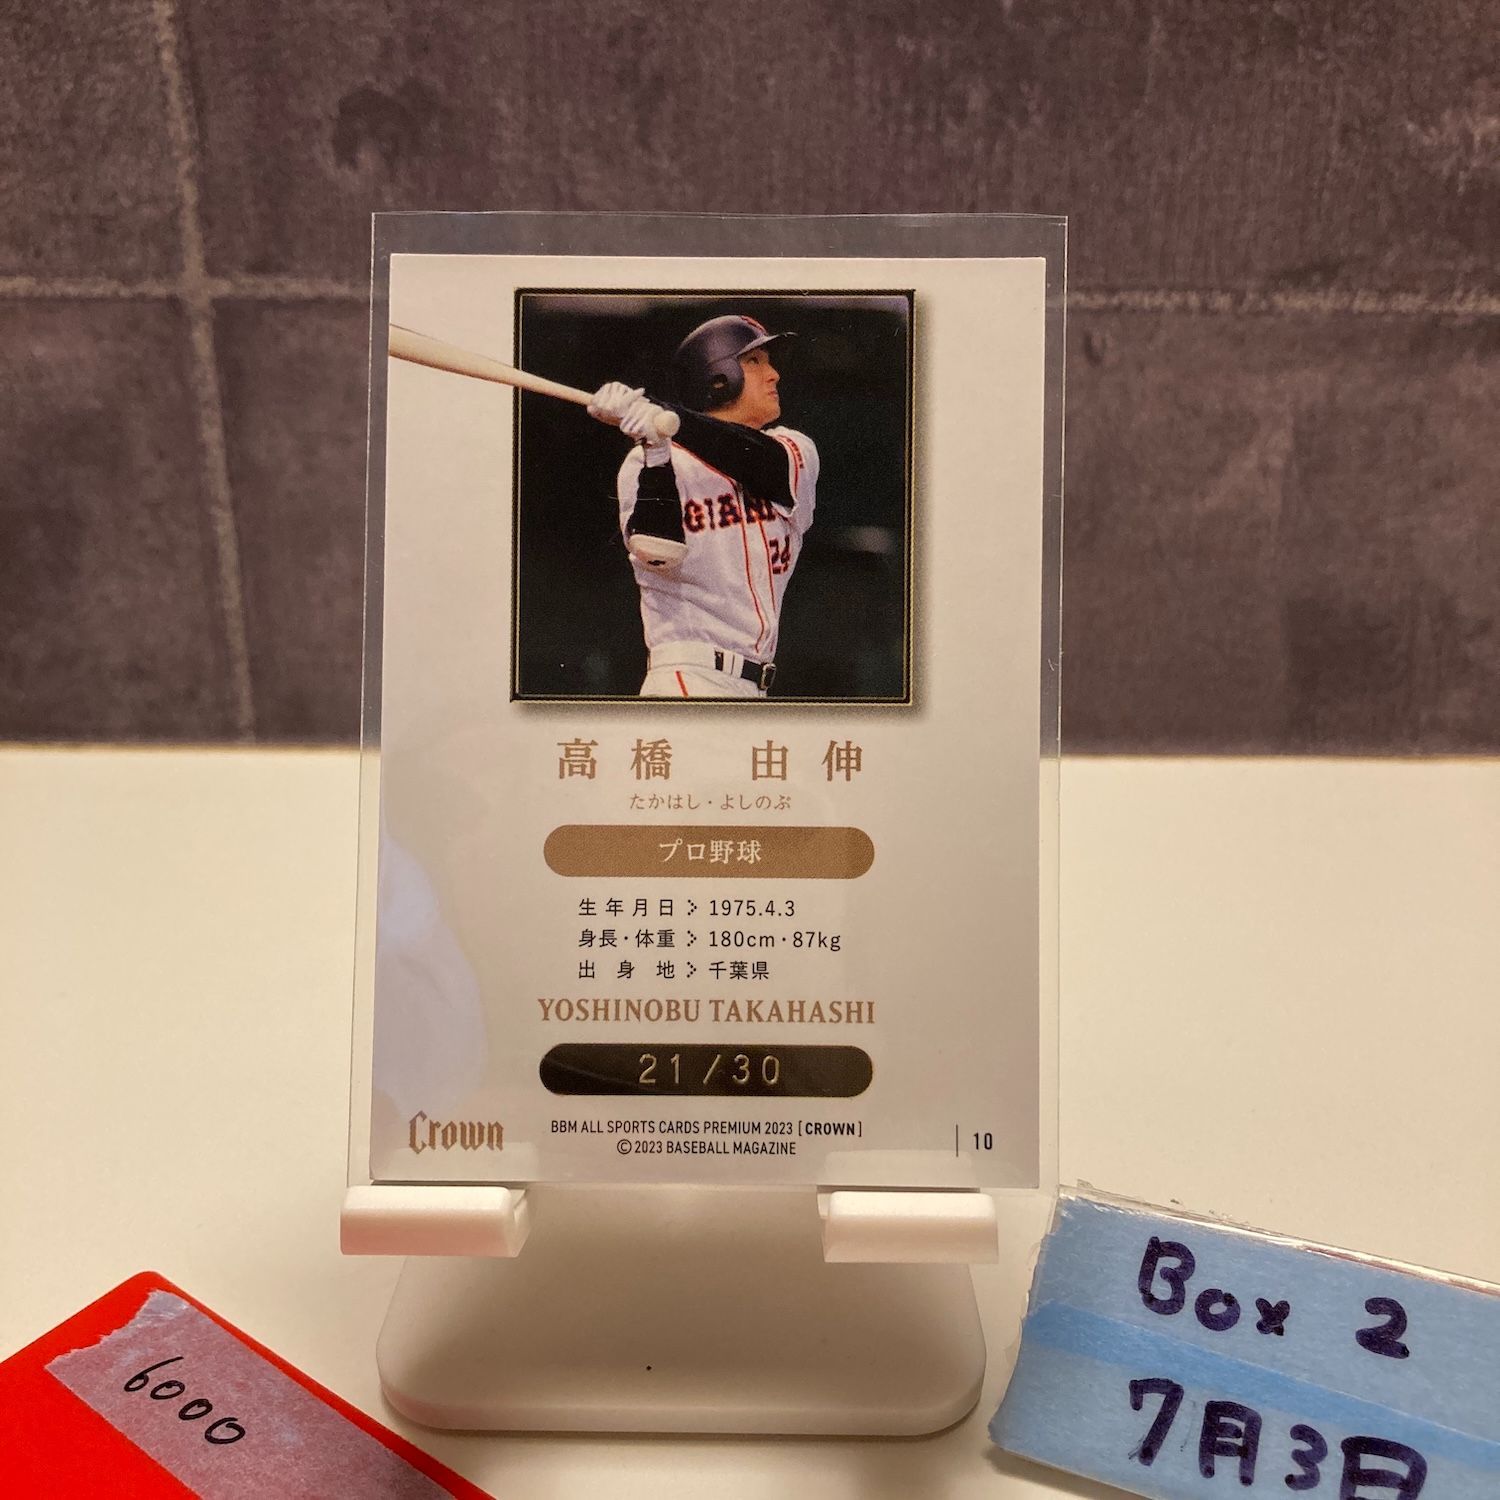 GIAN
24
高橋 由伸
たかはし・よしのぶ
プロ野球
生年月日 1975.4.3
身長・体重 180cm・87kg
出身地 千葉県
YOSHINOBU TAKAHASHI
21/30
Crown
BBM ALL SPORTS CARDS PREMIUM 2023 [CROWN]
©2023 BASEBALL MAGAZINE
10
6000
Box 2
7月3日